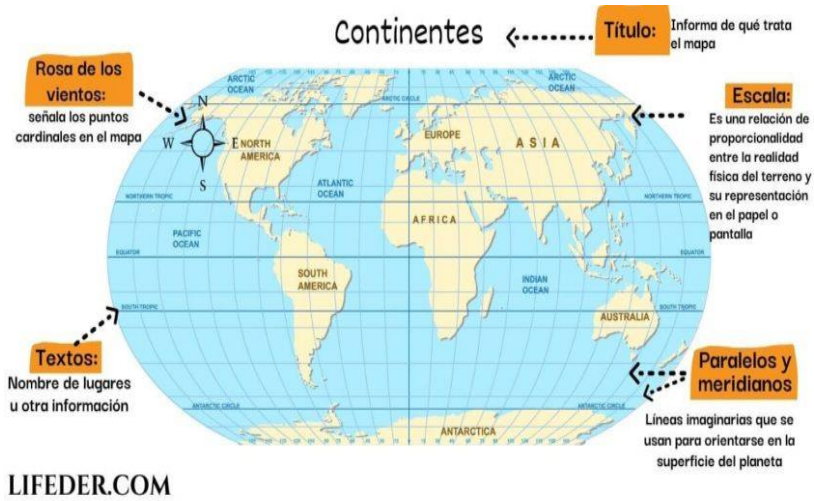 Continentes
Título:
Informa de qué trata
el mapa
Rosa de los
vientos:
señala los puntos
cardinales en el mapa
N
W
E
S
Escala:
Es una relación de
proporcionalidad
entre la realidad
física del terreno y
su representación
en el papel o
pantalla
ARCTIC
OCEAN
ARCTIC
OCEAN
ARCTIC CIRCLE
NORTH
AMERICA
EUROPE
ASIA
ATLANTIC
OCEAN
NORTHERN TROPIC
NORTHERN TROPIC
AFRICA
PACIFIC
OCEAN
EQUATOR
EQUATOR
SOUTH
AMERICA
INDIAN
OCEAN
SOUTH TROPIC
SOUTH TROPIC
AUSTRALIA
Textos:
Nombre de lugares
u otra información
Paralelos y
meridianos
Líneas imaginarias que se
usan para orientarse en la
superficie del planeta
ANTARCTIC CIRCLE
ANTARCTIC CIRCLE
ANTARCTICA
LIFEDER.COM